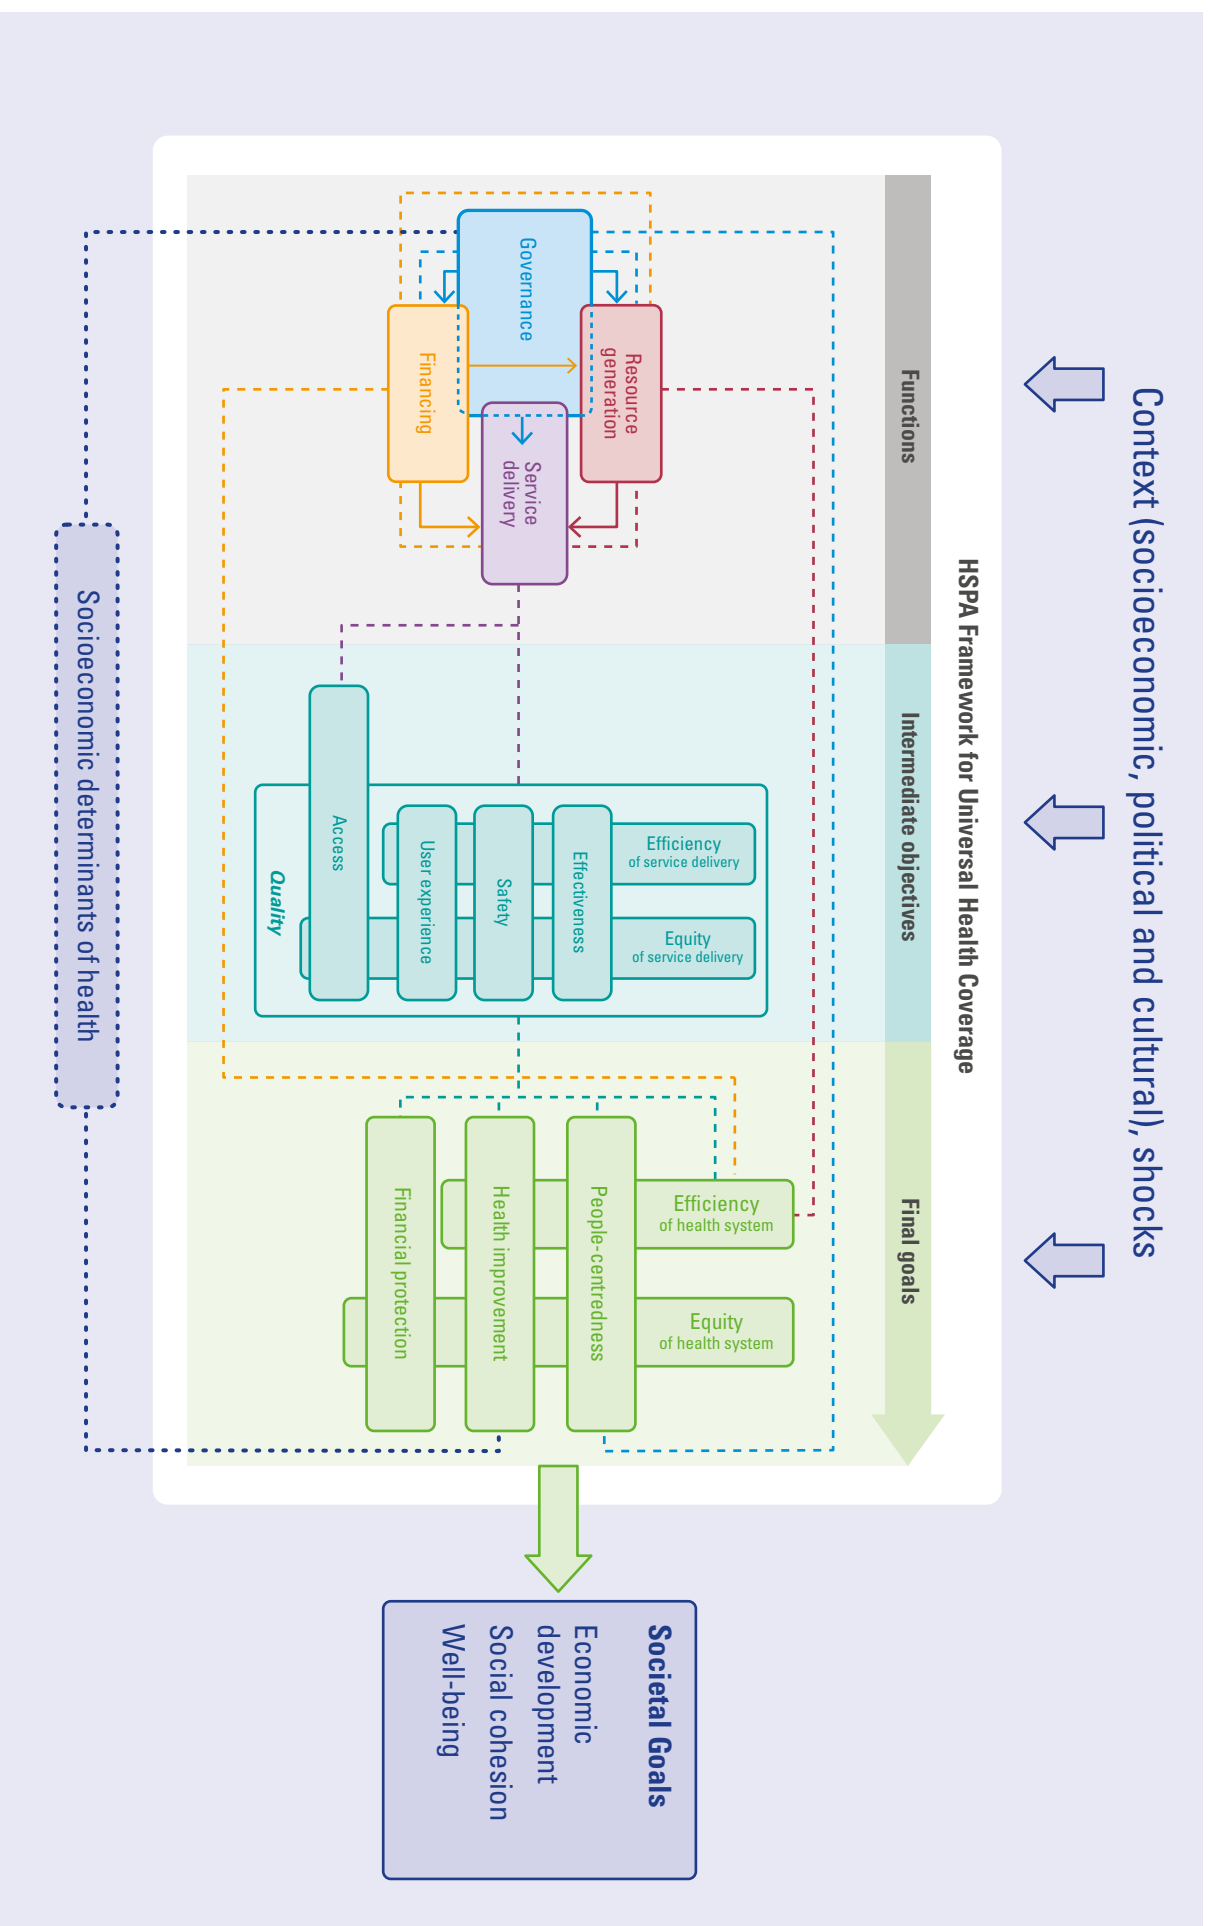 Context (socioeconomic, political and cultural), shocks
HSPA Framework for Universal Health Coverage
Functions
Intermediate objectives
Final goals
Governance
Resource
generation
Financing
Service
delivery
Efficiency
of service delivery
Equity
of service delivery
Effectiveness
Safety
User experience
Access
Quality
Efficiency
of health system
Equity
of health system
People-centredness
Health improvement
Financial protection
Societal Goals
Economic
development
Social cohesion
Well-being
Socioeconomic determinants of health